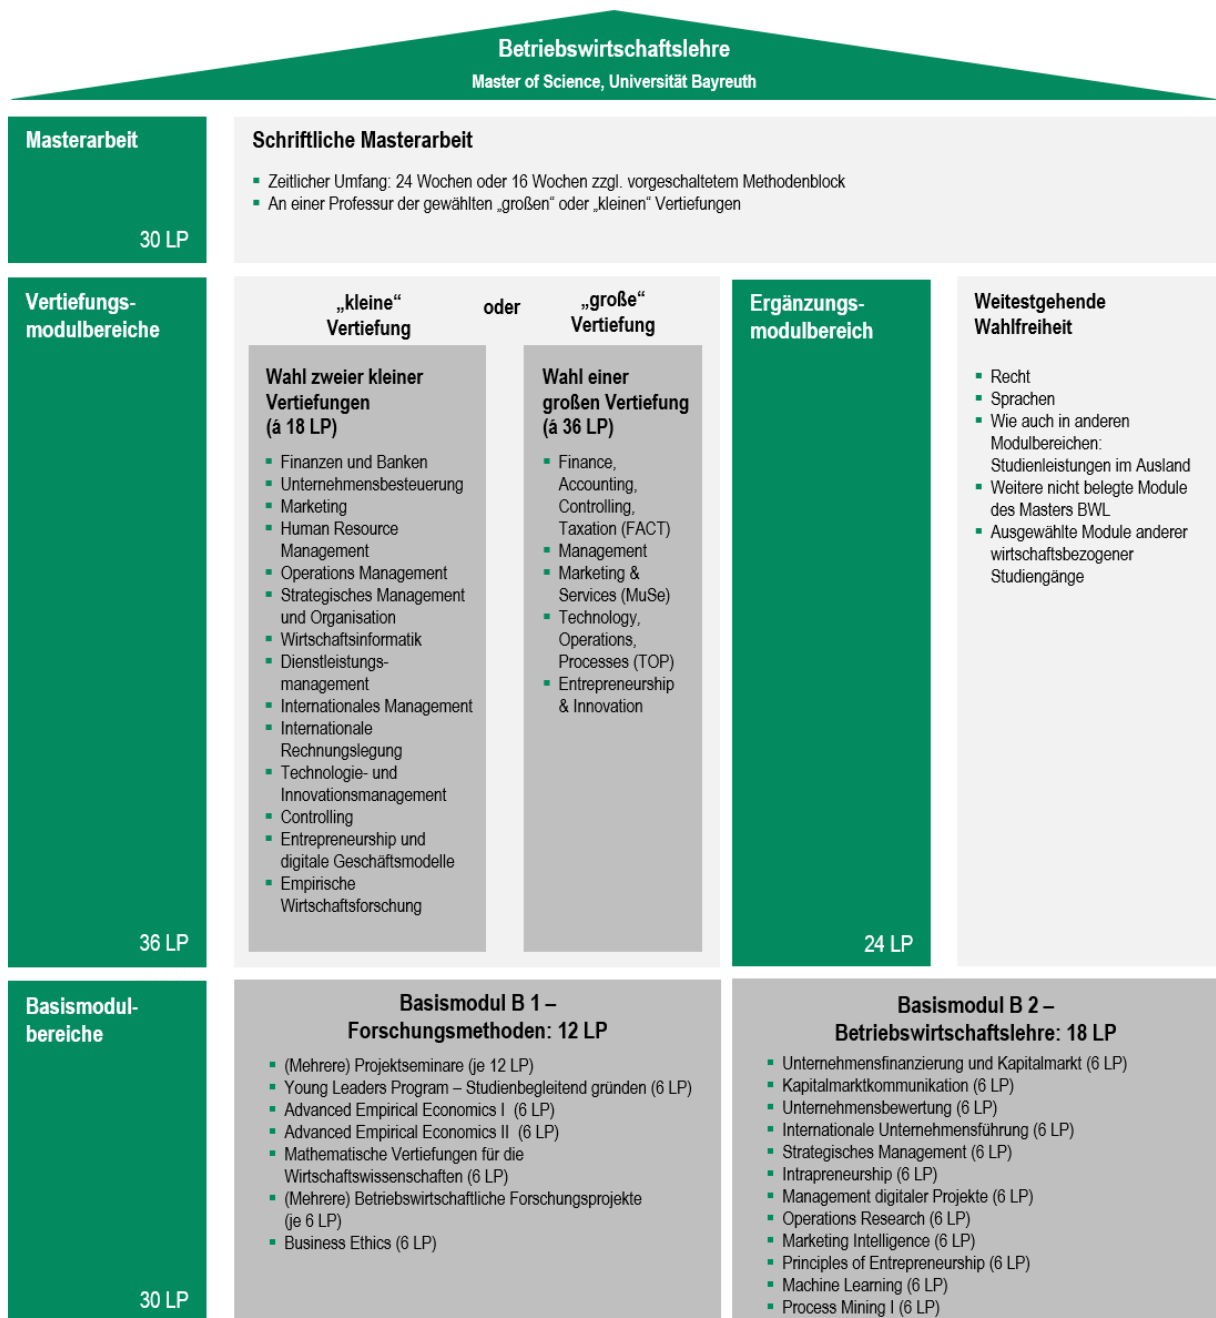 Betriebswirtschaftslehre
Master of Science, Universität Bayreuth
Masterarbeit
30 LP
Schriftliche Masterarbeit
▪ Zeitlicher Umfang: 24 Wochen oder 16 Wochen zzgl. vorgeschaltetem Methodenblock
▪ An einer Professur der gewählten „großen“ oder „kleinen“ Vertiefungen
Vertiefungs-
modulbereiche
36 LP
„kleine“
Vertiefung
oder
„große“
Vertiefung
Wahl zweier kleiner
Vertiefungen
(á 18 LP)
▪ Finanzen und Banken
▪ Unternehmensbesteuerung
▪ Marketing
▪ Human Resource
Management
▪ Operations Management
▪ Strategisches Management
und Organisation
▪ Wirtschaftsinformatik
▪ Dienstleistungs-
management
▪ Internationales Management
▪ Internationale
Rechnungslegung
▪ Technologie- und
Innovationsmanagement
▪ Controlling
▪ Entrepreneurship und
digitale Geschäftsmodelle
▪ Empirische
Wirtschaftsforschung
Wahl einer
großen Vertiefung
(á 36 LP)
▪ Finance,
Accounting,
Controlling,
Taxation (FACT)
▪ Management
▪ Marketing &
Services (MuSe)
▪ Technology,
Operations,
Processes (TOP)
▪ Entrepreneurship
& Innovation
Ergänzungs-
modulbereich
24 LP
Weitestgehende
Wahlfreiheit
▪ Recht
▪ Sprachen
▪ Wie auch in anderen
Modulbereichen:
Studienleistungen im Ausland
▪ Weitere nicht belegte Module
des Masters BWL
▪ Ausgewählte Module anderer
wirtschaftsbezogener
Studiengänge
Basismodul-
bereiche
30 LP
Basismodul B 1 –
Forschungsmethoden: 12 LP
▪ (Mehrere) Projektseminare (je 12 LP)
▪ Young Leaders Program – Studienbegleitend gründen (6 LP)
▪ Advanced Empirical Economics I (6 LP)
▪ Advanced Empirical Economics II (6 LP)
▪ Mathematische Vertiefungen für die
Wirtschaftswissenschaften (6 LP)
▪ (Mehrere) Betriebswirtschaftliche Forschungsprojekte
(je 6 LP)
▪ Business Ethics (6 LP)
Basismodul B 2 –
Betriebswirtschaftslehre: 18 LP
▪ Unternehmensfinanzierung und Kapitalmarkt (6 LP)
▪ Kapitalmarktkommunikation (6 LP)
▪ Unternehmensbewertung (6 LP)
▪ Internationale Unternehmensführung (6 LP)
▪ Strategisches Management (6 LP)
▪ Intrapreneurship (6 LP)
▪ Management digitaler Projekte (6 LP)
▪ Operations Research (6 LP)
▪ Marketing Intelligence (6 LP)
▪ Principles of Entrepreneurship (6 LP)
▪ Machine Learning (6 LP)
▪ Process Mining I (6 LP)